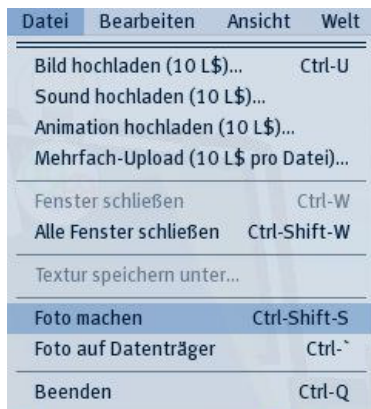 Datei Bearbeiten Ansicht Welt
Bild hochladen (10 L$)... Ctrl-U
Sound hochladen (10 L$)...
Animation hochladen (10 L$)...
Mehrfach-Upload (10 L$ pro Datei)...
Fenster schließen Ctrl-W
Alle Fenster schließen Ctrl-Shift-W
Textur speichern unter...
Foto machen Ctrl-Shift-S
Foto auf Datenträger Ctrl-`
Beenden Ctrl-Q